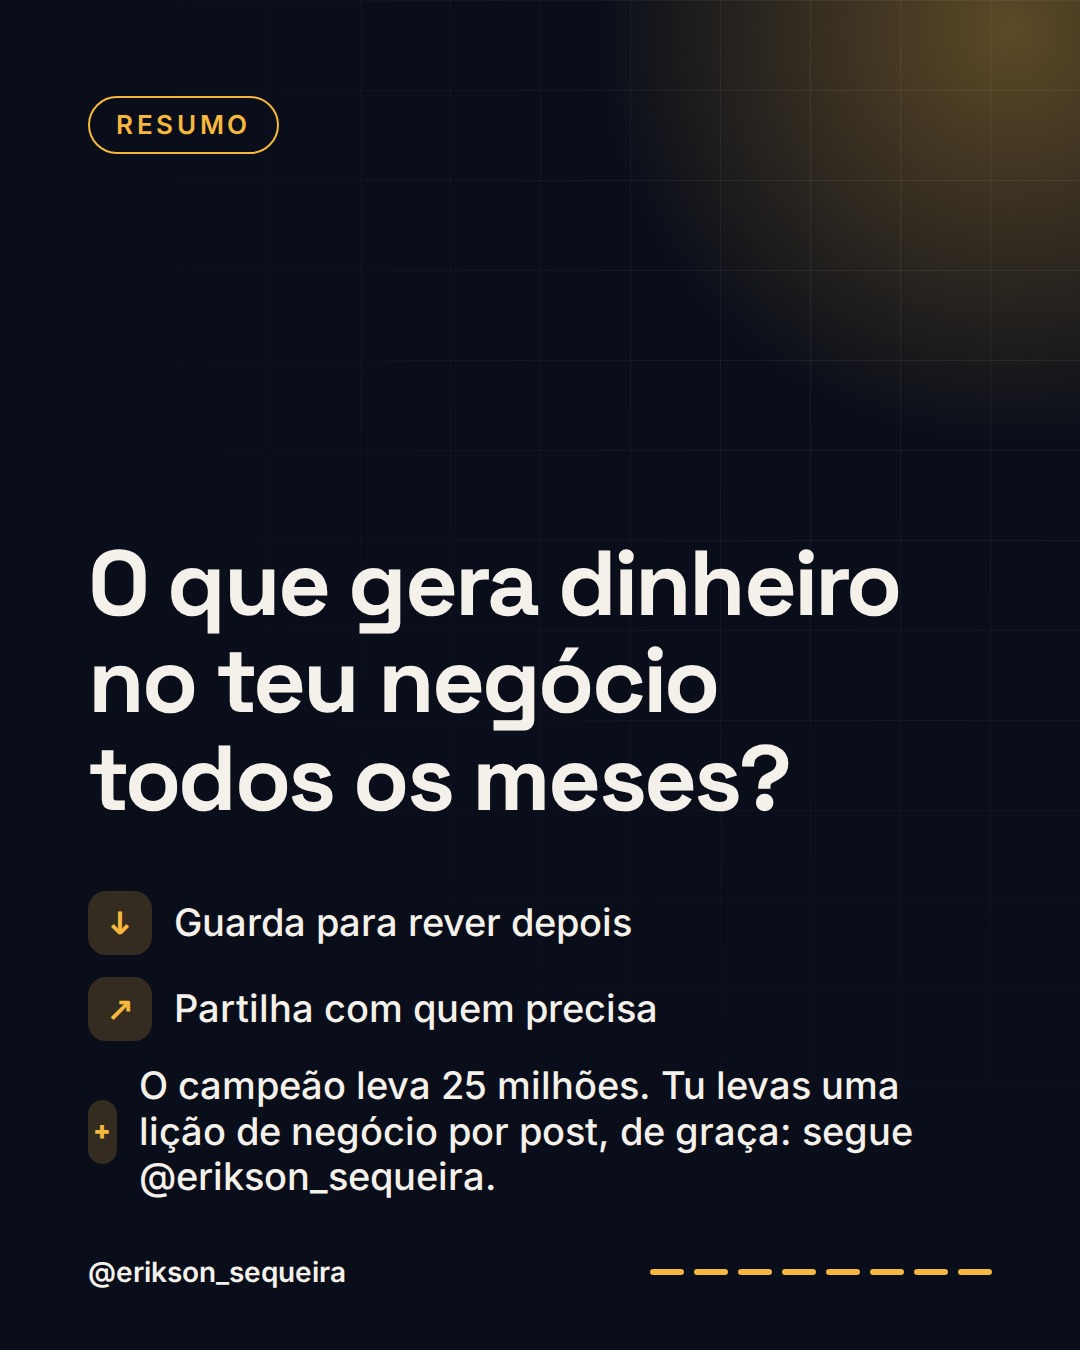 RESUMO
O que gera dinheiro
no teu negócio
todos os meses?
↓ Guarda para rever depois
↗ Partilha com quem precisa
O campeão leva 25 milhões. Tu levas uma
+ lição de negócio por post, de graça: segue
@erikson_sequeira.
@erikson_sequeira